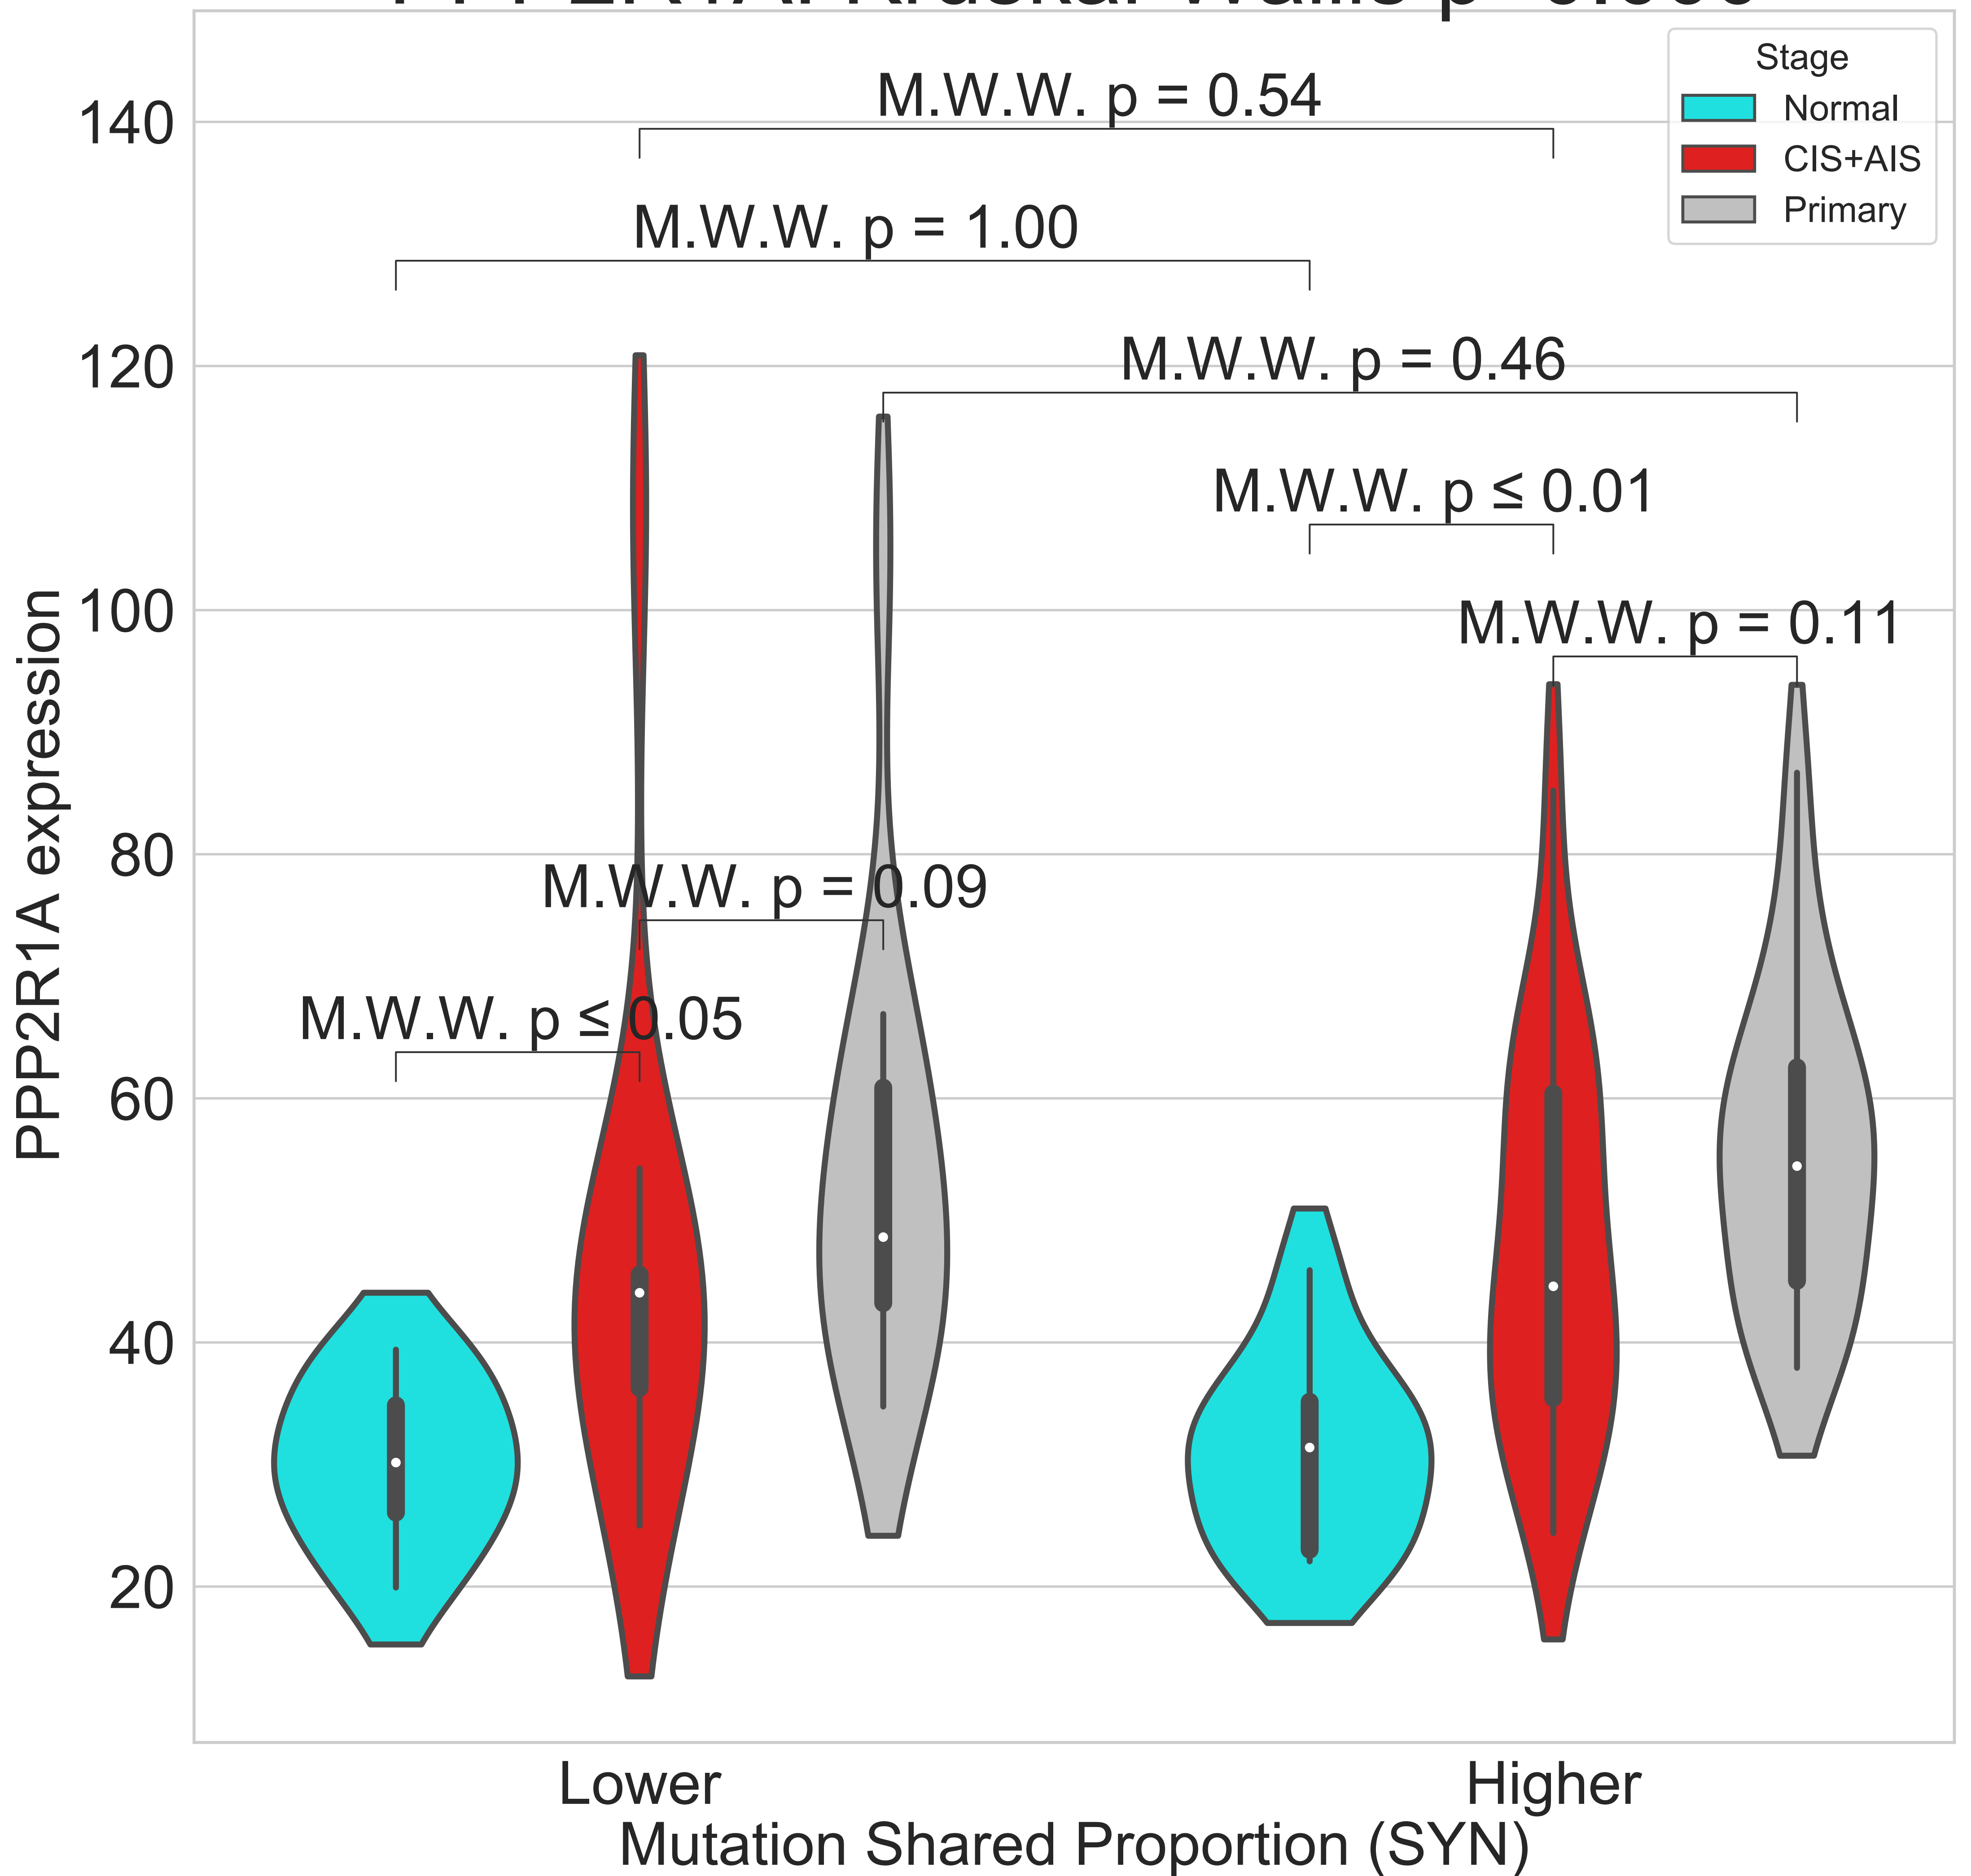 Stage
Normal
CIS+AIS
Primary
M.W.W. p = 0.54
140
M.W.W. p = 1.00
M.W.W. p = 0.46
120
M.W.W. p ≤ 0.01
100
M.W.W. p = 0.11
80
M.W.W. p = 0.09
M.W.W. p ≤ 0.05
60
40
20
PPP2R1A expression
Lower
Higher
Mutation Shared Proportion (SYN)